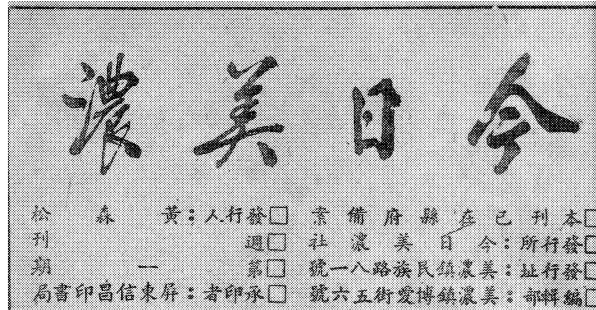 今日美濃
□本刊已在縣府備案
□發行所：今日美濃社
□發行址：美濃鎮民族路八一號
□編輯部：美濃鎮博愛街五六號
□發行人：黃森松
□週刊
□第一期
□承印者：屏東信昌印書局